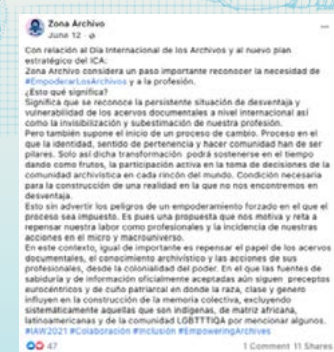 Zona Archivo
June 12 ·
Con relación al Día Internacional de los Archivos y al nuevo plan
estratégico del ICA:
Zona Archivo considera un paso importante reconocer la necesidad de
#EmpoderarLosArchivos y a la profesión.
¿Esto qué significa?
Significa que se reconoce la persistente situación de desventaja y
vulnerabilidad de los acervos documentales a nivel internacional así
como la invisibilización y subestimación de nuestra profesión.
Pero también supone el inicio de un proceso de cambio. Proceso en el
que la identidad, sentido de pertenencia y hacer comunidad han de ser
pilares. Solo así dicha transformación podrá sostenerse en el tiempo
dando como frutos, la participación activa en la toma de decisiones de la
comunidad archivística en cada rincón del mundo. Condición necesaria
para la construcción de una realidad en la que no nos encontremos en
desventaja.
Esto sin advertir los peligros de un empoderamiento forzado en el que el
proceso sea impuesto. Es pues una propuesta que nos motiva y reta a
repensar nuestra labor como profesionales y la incidencia de nuestras
acciones en el micro y macrouniverso.
En este contexto, igual de importante es repensar el papel de los acervos
documentales, el conocimiento archivístico y las acciones de sus
profesionales, desde la colonialidad del poder. En el que las fuentes de
sabiduría y de información oficialmente aceptadas aún siguen preceptos
eurocéntricos y de cuño patriarcal en donde la raza, clase y genero
influyen en la construcción de la memoria colectiva, excluyendo
sistemáticamente aquellas que son indígenas, de matriz africana,
latinoamericanas y de la comunidad LGBTTTIQA por mencionar algunos.
#IAW2021 #Colaboración #Inclusión #EmpoweringArchives
47
1 Comment 11 Shares